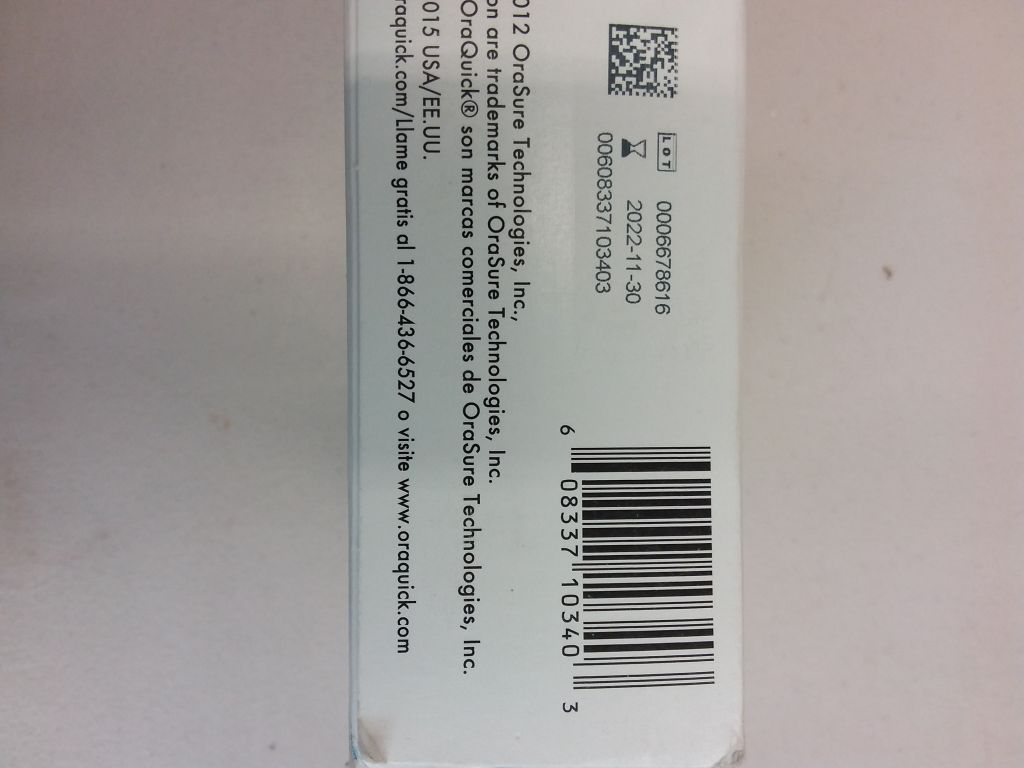 LOT 0006678616
2022-11-30
00608337103403
6 08337 10340 3
012 OraSure Technologies, Inc.,
on are trademarks of OraSure Technologies, Inc.
OraQuick® son marcas comerciales de OraSure Technologies, Inc.
015 USA/EE.UU.
raquick.com/Llame gratis al 1-866-436-6527 o visite www.oraquick.com